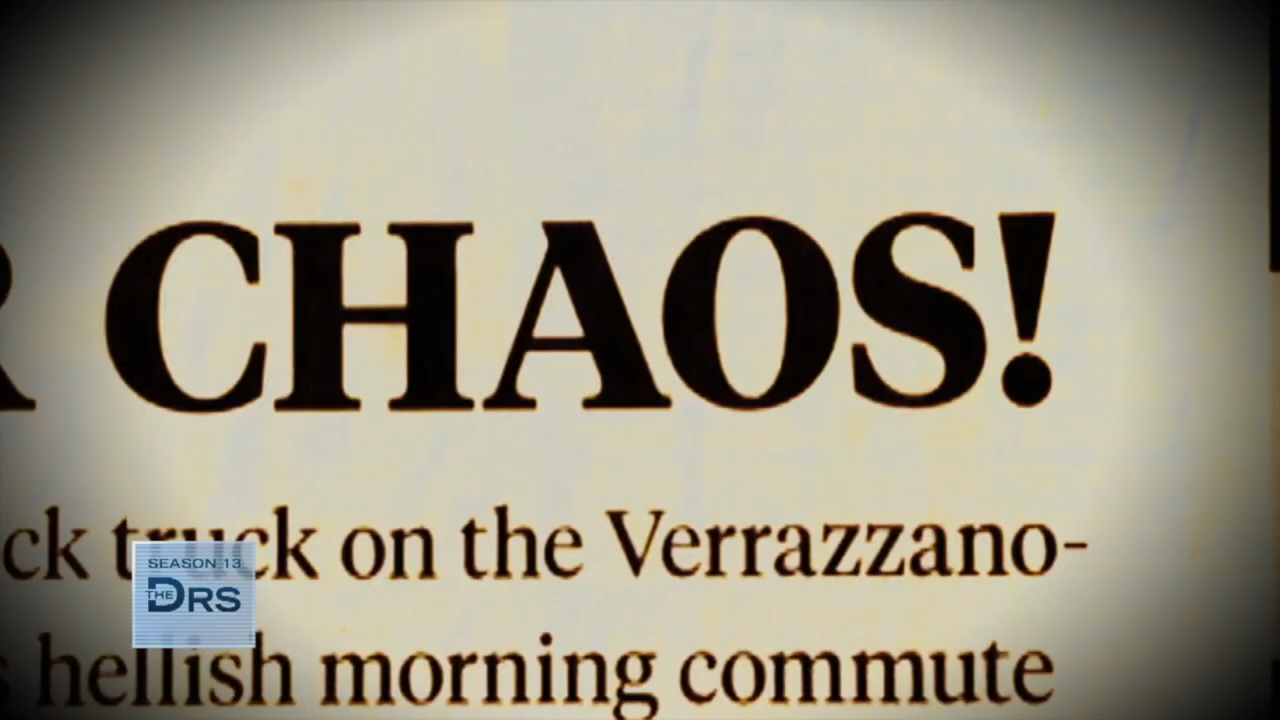 R CHAOS!
ck truck on the Verrazzano-
SEASON 13
THE DRS
s hellish morning commute